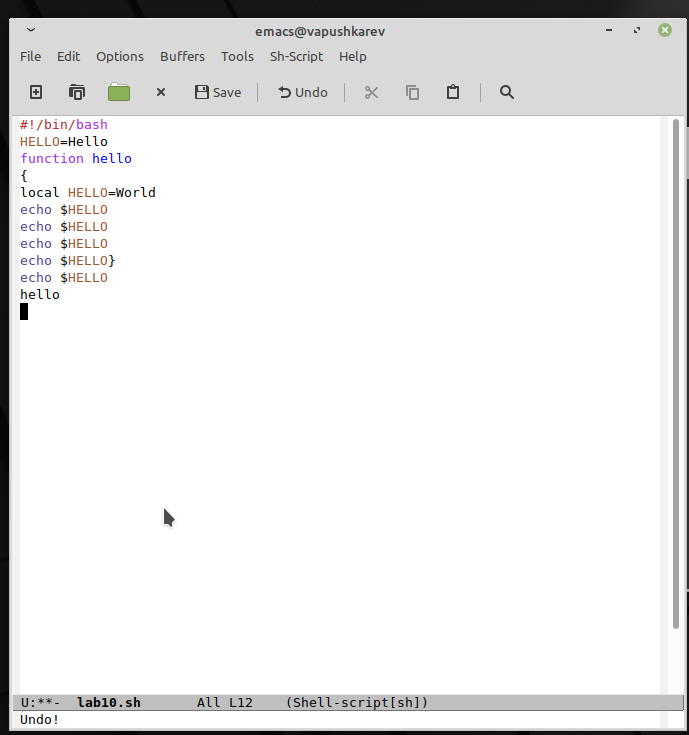 emacs@vapushkarev
File Edit Options Buffers Tools Sh-Script Help
Save Undo
#!/bin/bash
HELLO=Hello
function hello
{
local HELLO=World
echo $HELLO
echo $HELLO
echo $HELLO
echo $HELLO}
echo $HELLO
hello
U:**- lab10.sh All L12 (Shell-script[sh])
Undo!